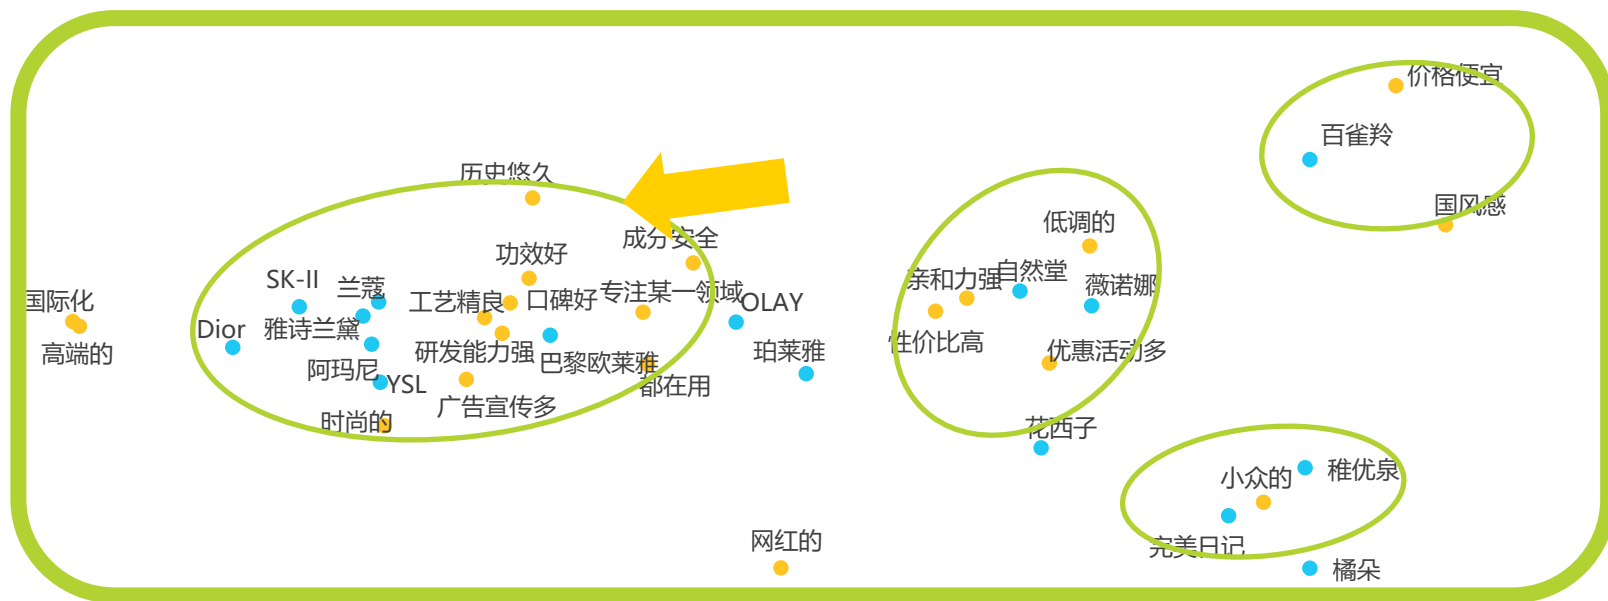 价格便宜
百雀羚
历史悠久
国风感
低调的
成分安全
功效好
自然堂
亲和力强
SK-II
兰蔻
薇诺娜
工艺精良
口碑好
专注某一领域
OLAY
国际化
Dior
雅诗兰黛
性价比高
高端的
研发能力强
珀莱雅
优惠活动多
阿玛尼
巴黎欧莱雅
YSL
都在用
广告宣传多
时尚的
花西子
小众的
稚优泉
网红的
完美日记
橘朵